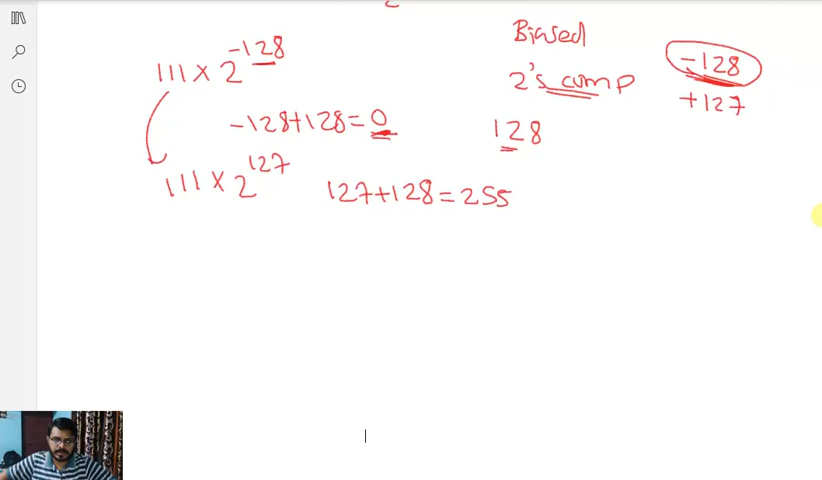 Biased
111 × 2^-128
2's comp
-128
+127
-128+128=0
128
111 × 2^127
127+128=255